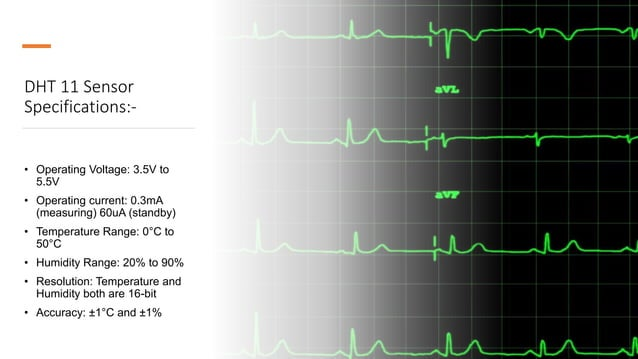 DHT 11 Sensor
Specifications:-
• Operating Voltage: 3.5V to
5.5V
• Operating current: 0.3mA
(measuring) 60uA (standby)
• Temperature Range: 0°C to
50°C
• Humidity Range: 20% to 90%
• Resolution: Temperature and
Humidity both are 16-bit
• Accuracy: ±1°C and ±1%
aVL
aVF